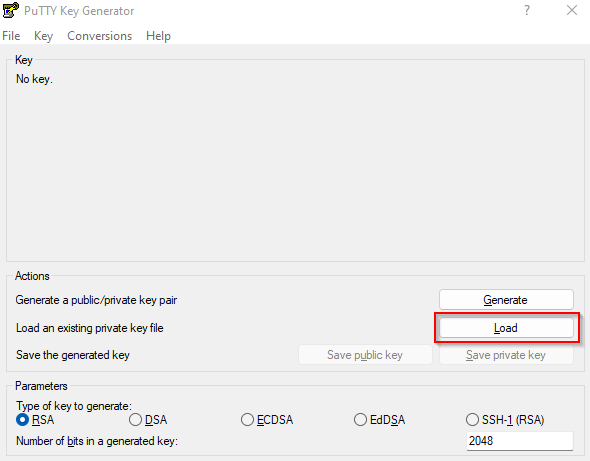 PuTTY Key Generator ? ×
File Key Conversions Help
Key
No key.
Actions
Generate a public/private key pair Generate
Load an existing private key file Load
Save the generated key Save public key Save private key
Parameters
Type of key to generate:
RSA DSA ECDSA EdDSA SSH-1 (RSA)
Number of bits in a generated key: 2048